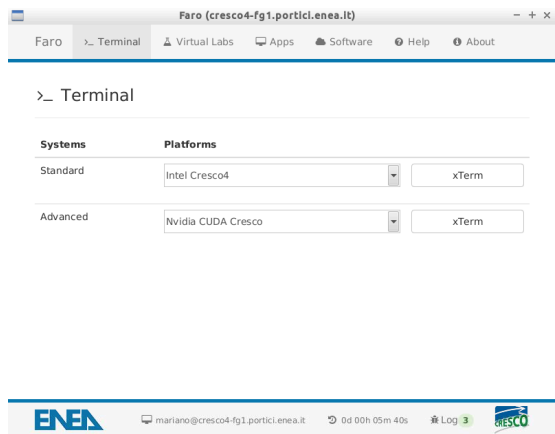 Faro (cresco4-fg1.portici.enea.it)
Faro >_ Terminal Virtual Labs Apps Software Help About
>_ Terminal
Systems Platforms
Standard Intel Cresco4 xTerm
Advanced Nvidia CUDA Cresco xTerm
ENEA mariano@cresco4-fg1.portici.enea.it 0d 00h 05m 40s Log 3 CRESCO